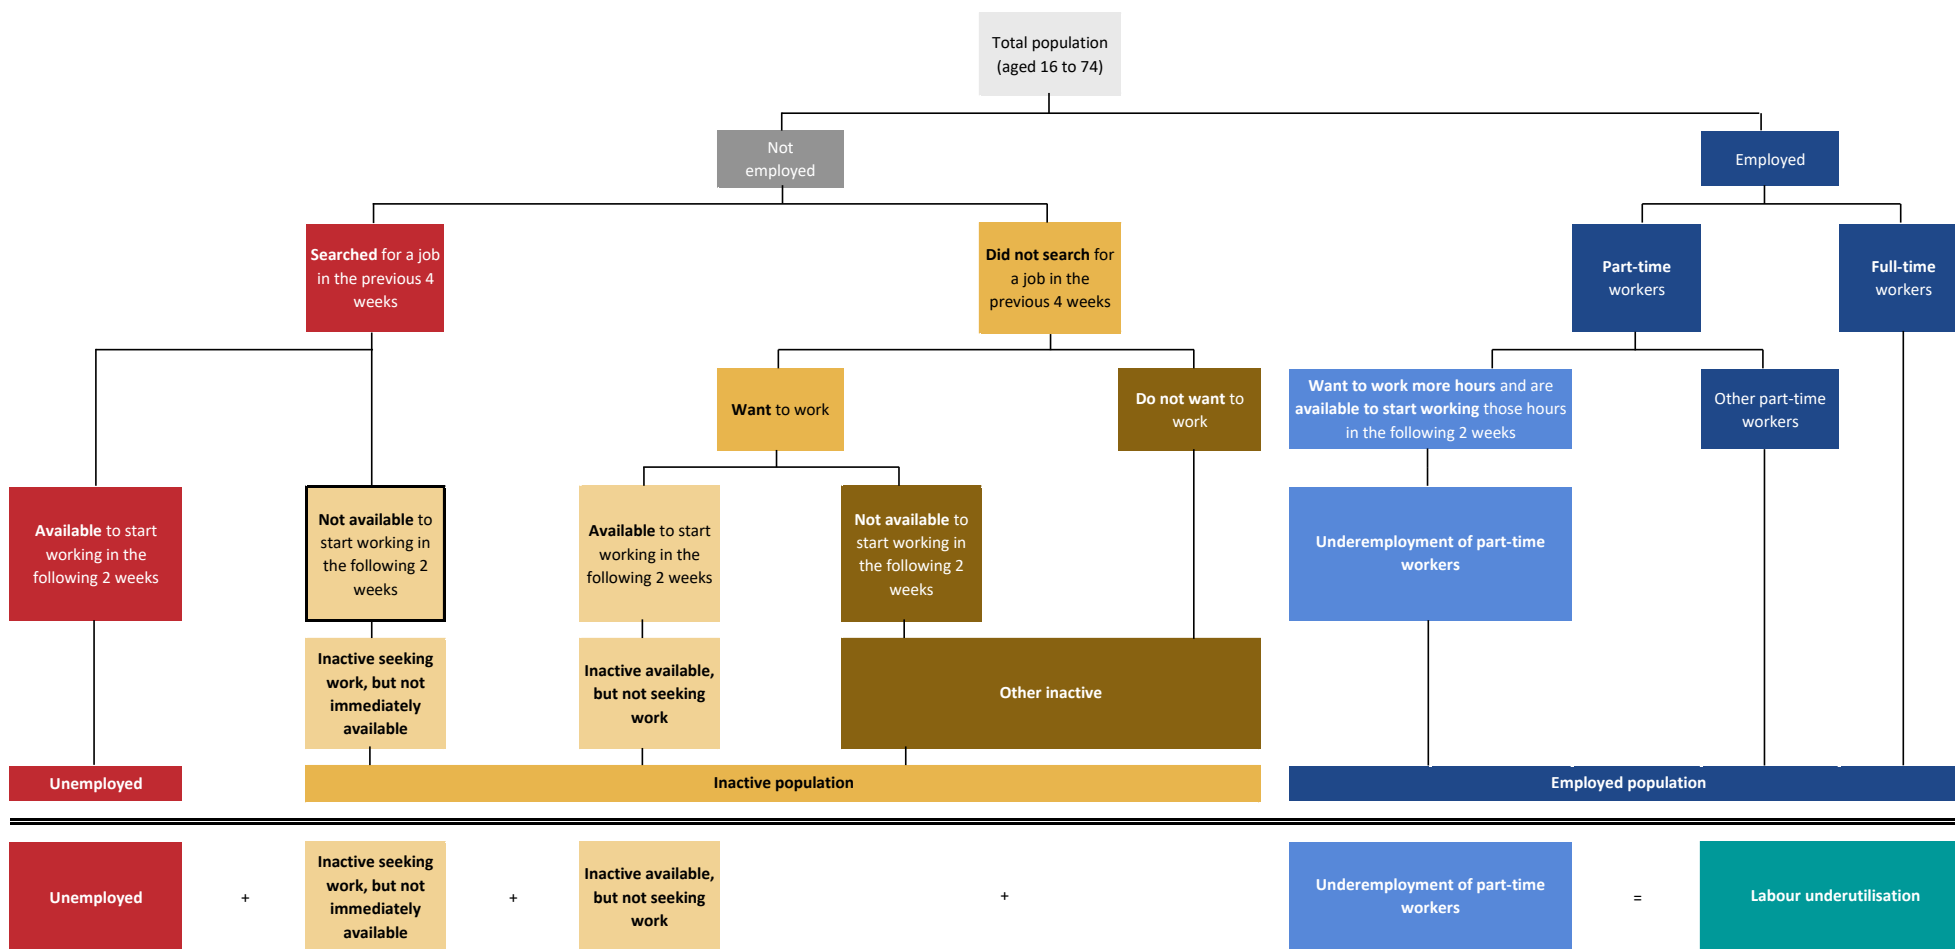 Total population
(aged 16 to 74)
Not
employed
Employed
Searched for a job
in the previous 4
weeks
Did not search for
a job in the
previous 4 weeks
Part-time
workers
Full-time
workers
Want to work
Do not want to
work
Want to work more hours and are
available to start working those hours
in the following 2 weeks
Other part-time
workers
Available to start
working in the
following 2 weeks
Not available to
start working in
the following 2
weeks
Available to start
working in the
following 2 weeks
Not available to
start working in
the following 2
weeks
Underemployment of part-time
workers
Inactive seeking
work, but not
immediately
available
Inactive available,
but not seeking
work
Other inactive
Unemployed
Inactive population
Employed population
Unemployed
+
Inactive seeking
work, but not
immediately
available
+
Inactive available,
but not seeking
work
+
Underemployment of part-time
workers
=
Labour underutilisation